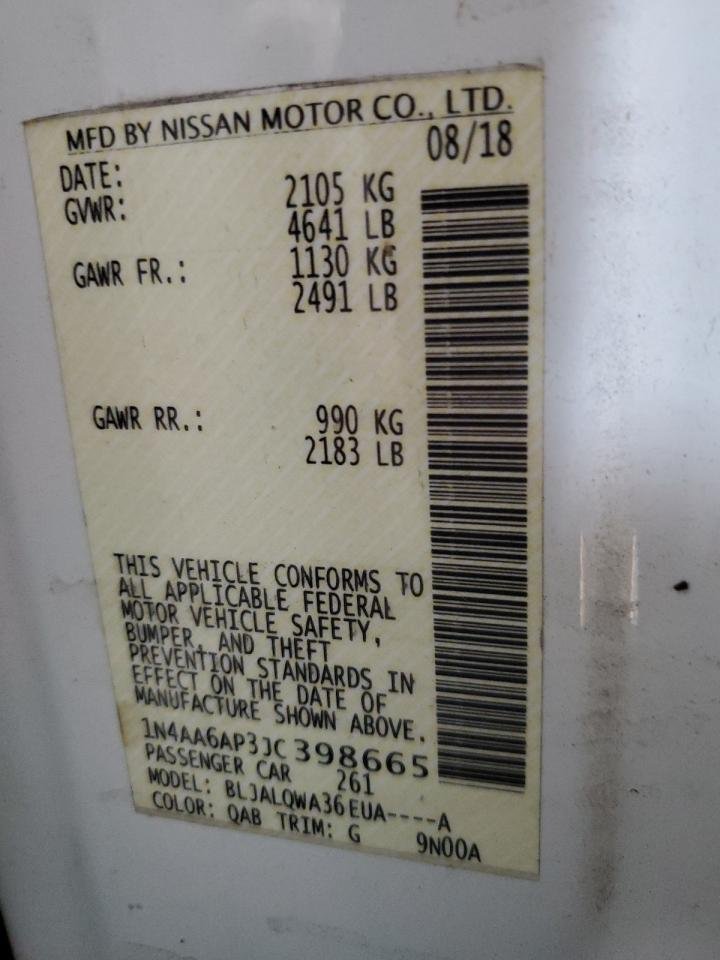 MFD BY NISSAN MOTOR CO., LTD.
DATE: 08/18
GVWR: 2105 KG
4641 LB
GAWR FR.: 1130 KG
2491 LB
GAWR RR.: 990 KG
2183 LB
THIS VEHICLE CONFORMS TO
ALL APPLICABLE FEDERAL
MOTOR VEHICLE SAFETY,
BUMPER, AND THEFT
PREVENTION STANDARDS IN
EFFECT ON THE DATE OF
MANUFACTURE SHOWN ABOVE.
1N4AA6AP3JC398665
PASSENGER CAR 261
MODEL: BLJALQWA36EUA----A
COLOR: QAB TRIM: G 9N00A